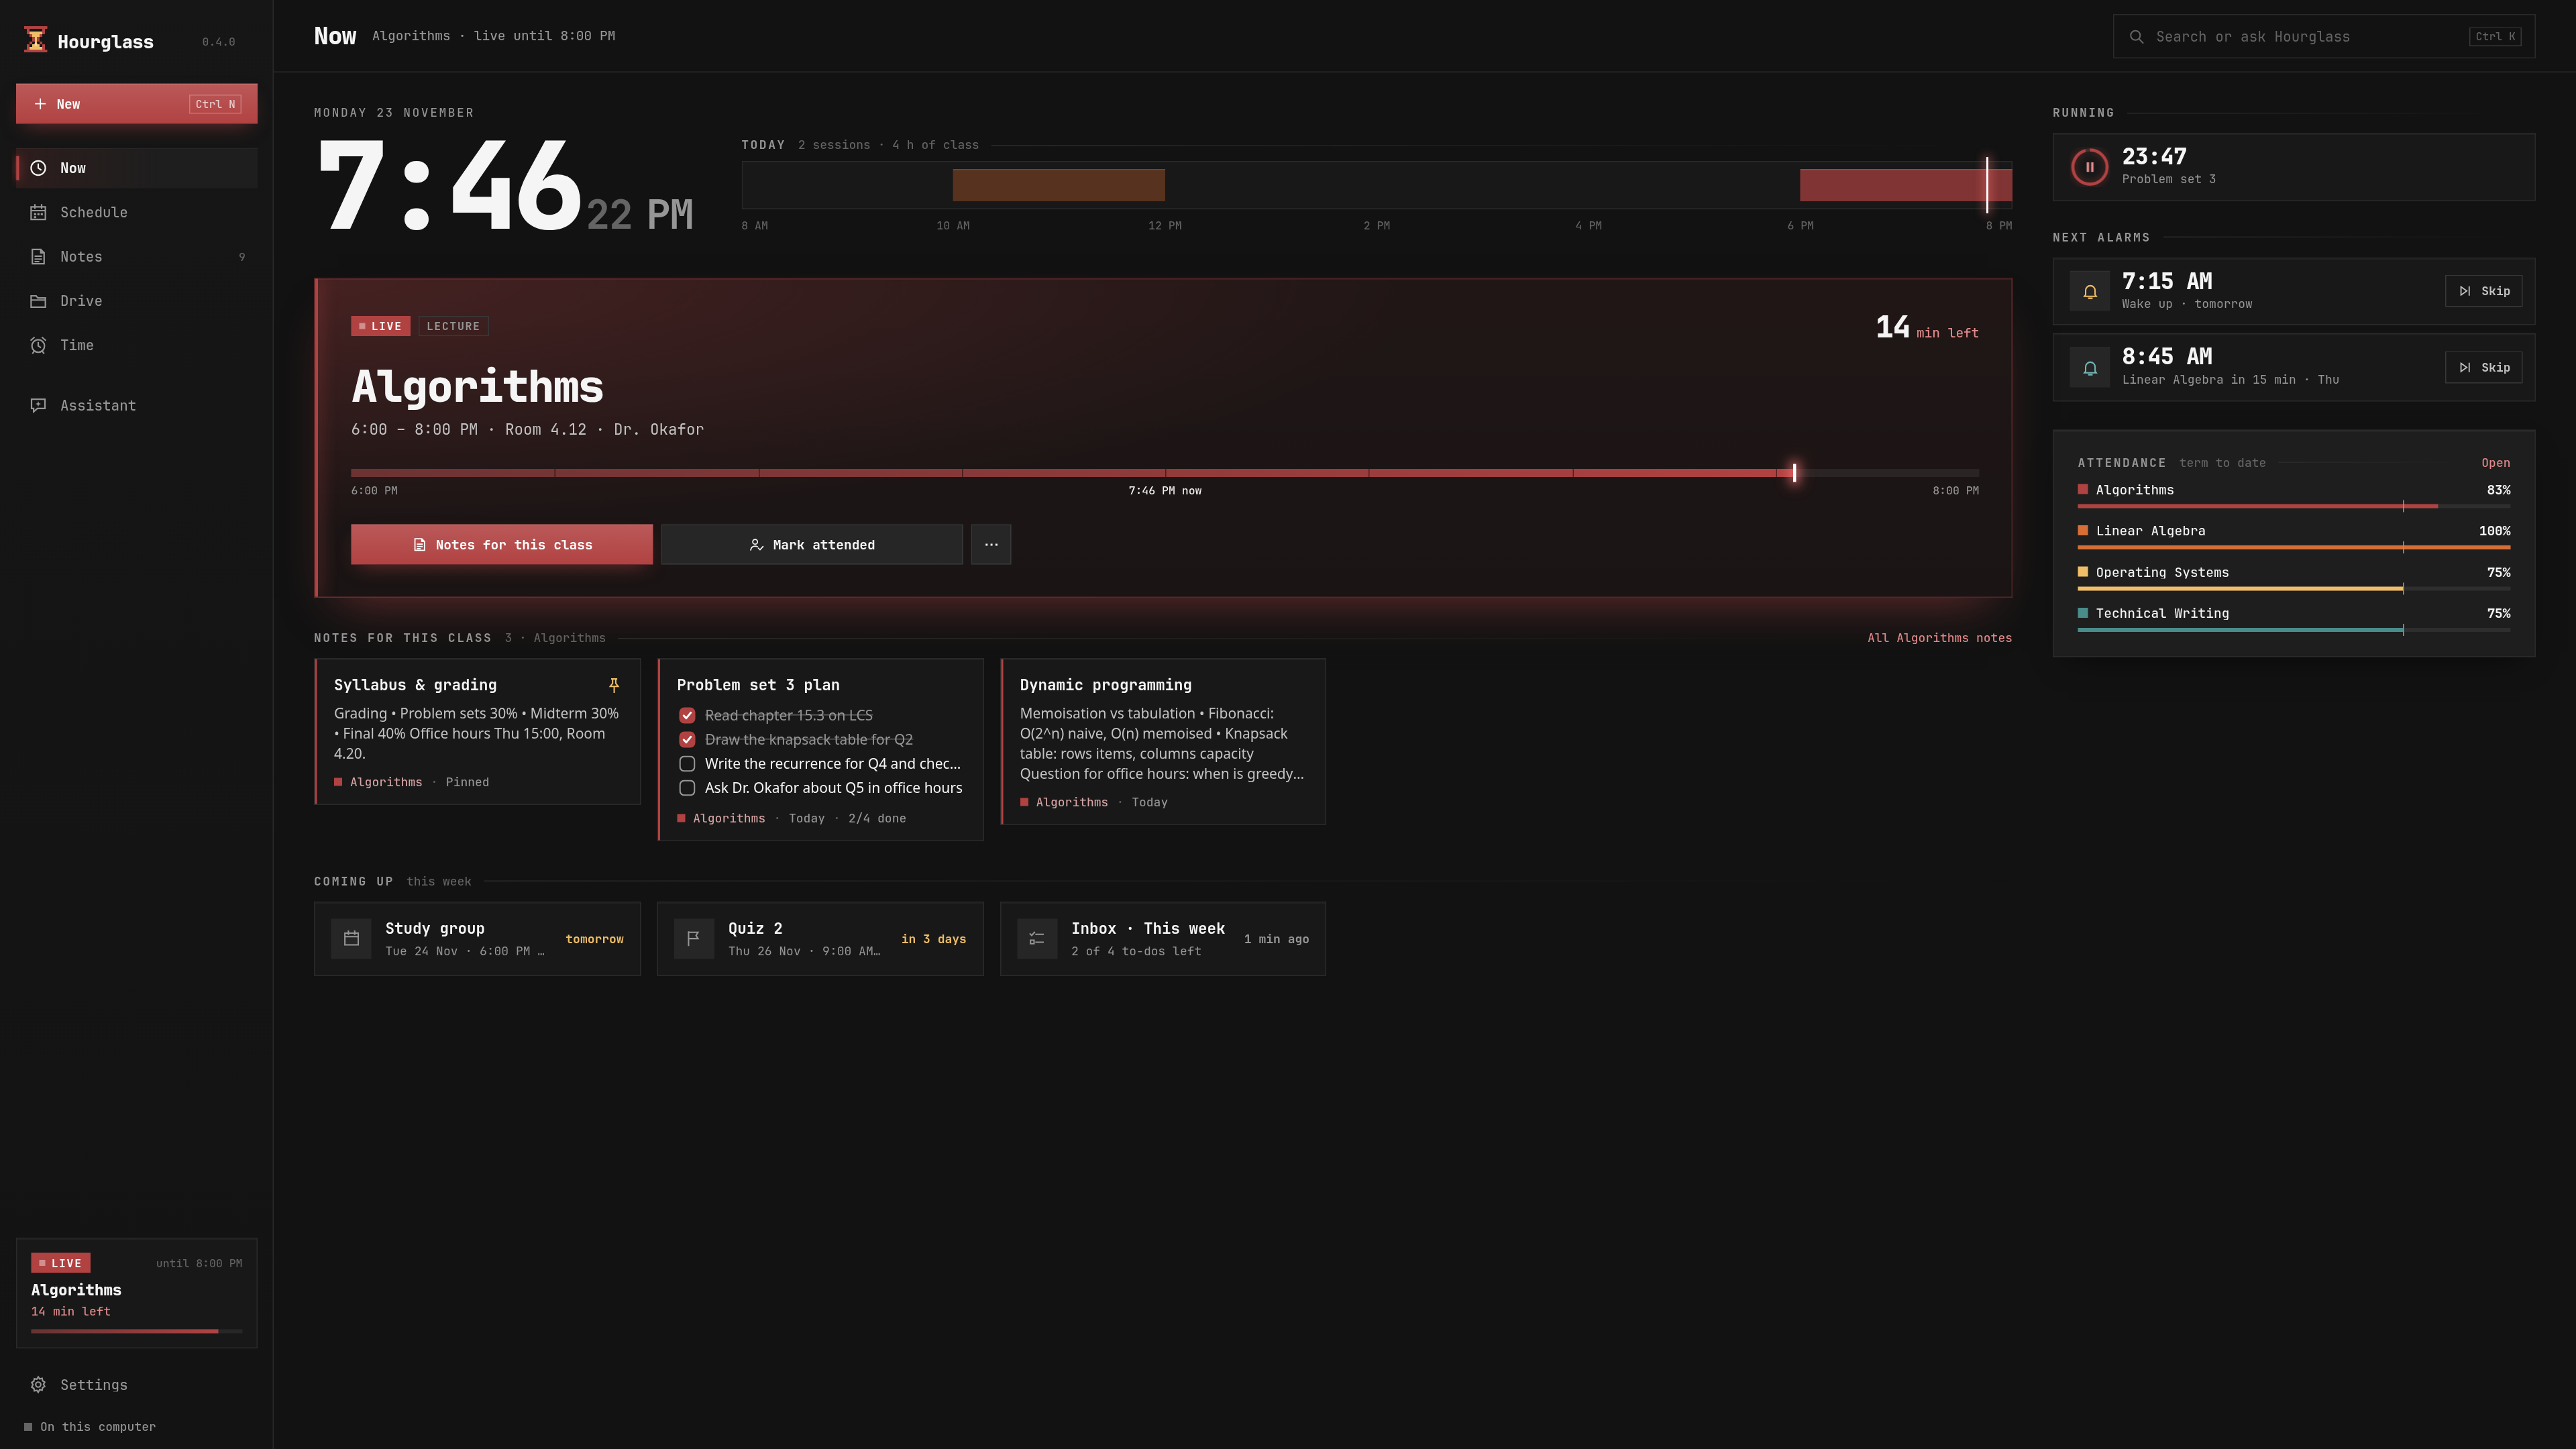 Hourglass 0.4.0
New Ctrl N
Now
Schedule
Notes 9
Drive
Time
Assistant
LIVE until 8:00 PM
Algorithms
14 min left
Settings
On this computer
Now Algorithms · live until 8:00 PM
Search or ask Hourglass Ctrl K
MONDAY 23 NOVEMBER
7:46 22 PM
TODAY 2 sessions · 4 h of class
8 AM 10 AM 12 PM 2 PM 4 PM 6 PM 8 PM
LIVE LECTURE
14 min left
Algorithms
6:00 – 8:00 PM · Room 4.12 · Dr. Okafor
6:00 PM 7:46 PM now 8:00 PM
Notes for this class Mark attended ···
NOTES FOR THIS CLASS 3 · Algorithms All Algorithms notes
Syllabus & grading
Grading • Problem sets 30% • Midterm 30%
• Final 40% Office hours Thu 15:00, Room
4.20.
Algorithms · Pinned
Problem set 3 plan
Read chapter 15.3 on LCS
Draw the knapsack table for Q2
Write the recurrence for Q4 and chec…
Ask Dr. Okafor about Q5 in office hours
Algorithms · Today · 2/4 done
Dynamic programming
Memoisation vs tabulation • Fibonacci:
O(2^n) naive, O(n) memoised • Knapsack
table: rows items, columns capacity
Question for office hours: when is greedy…
Algorithms · Today
COMING UP this week
Study group
Tue 24 Nov · 6:00 PM …
tomorrow
Quiz 2
Thu 26 Nov · 9:00 AM…
in 3 days
Inbox · This week
2 of 4 to-dos left
1 min ago
RUNNING
23:47
Problem set 3
NEXT ALARMS
7:15 AM
Wake up · tomorrow
Skip
8:45 AM
Linear Algebra in 15 min · Thu
Skip
ATTENDANCE term to date Open
Algorithms 83%
Linear Algebra 100%
Operating Systems 75%
Technical Writing 75%